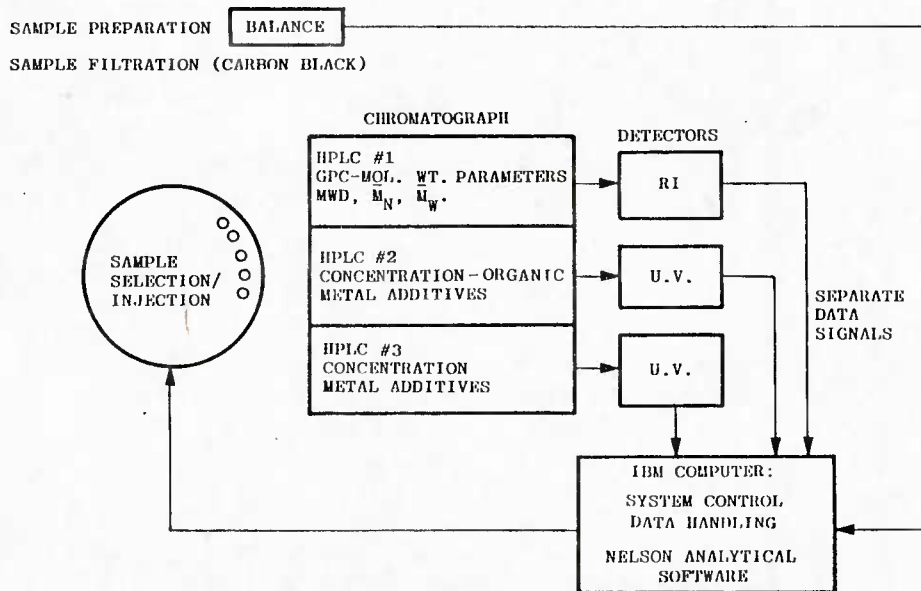 SAMPLE PREPARATION BALANCE
SAMPLE FILTRATION (CARBON BLACK)
CHROMATOGRAPH
DETECTORS
HPLC #1
GPC-MOL. WT. PARAMETERS
MWD, M̅N, M̅W.
RI
SAMPLE
SELECTION/
INJECTION
HPLC #2
CONCENTRATION-ORGANIC
METAL ADDITIVES
U.V.
SEPARATE
DATA
SIGNALS
HPLC #3
CONCENTRATION
METAL ADDITIVES
U.V.
IBM COMPUTER:
SYSTEM CONTROL
DATA HANDLING
NELSON ANALYTICAL
SOFTWARE